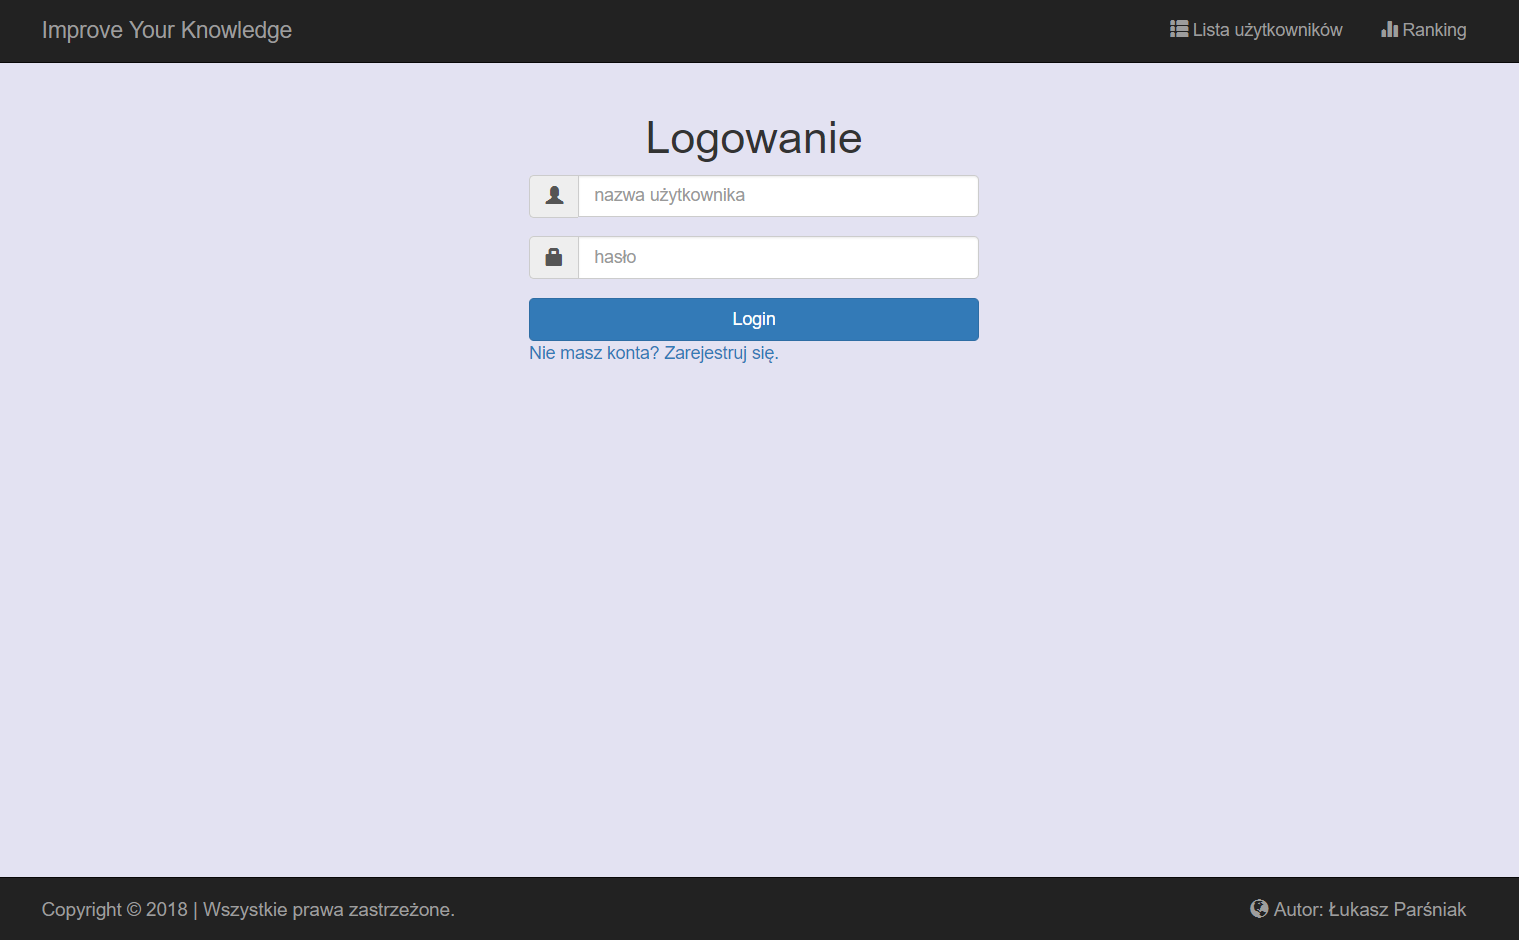 Improve Your Knowledge
Lista użytkowników
Ranking
Logowanie
nazwa użytkownika
hasło
Login
Nie masz konta? Zarejestruj się.
Copyright © 2018 | Wszystkie prawa zastrzeżone.
Autor: Łukasz Parśniak